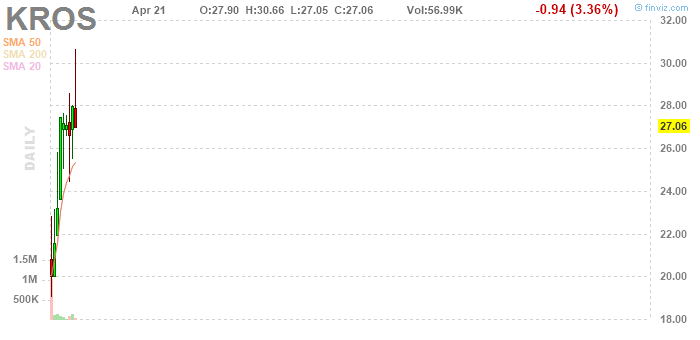 KROS Apr 21 O:27.90 H:30.66 L:27.05 C:27.06 Vol:56.99K -0.94 (3.36%) © finviz.com
SMA 50
SMA 200
SMA 20
DAILY
32.00
30.00
28.00
27.06
26.00
24.00
22.00
20.00
18.00
1.5M
1M
500K